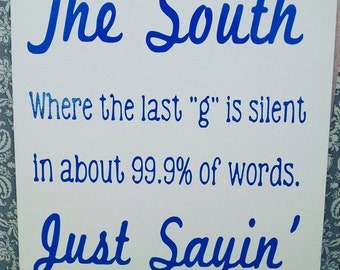 The South
Where the last "g" is silent
in about 99.9% of words.
Just Sayin'